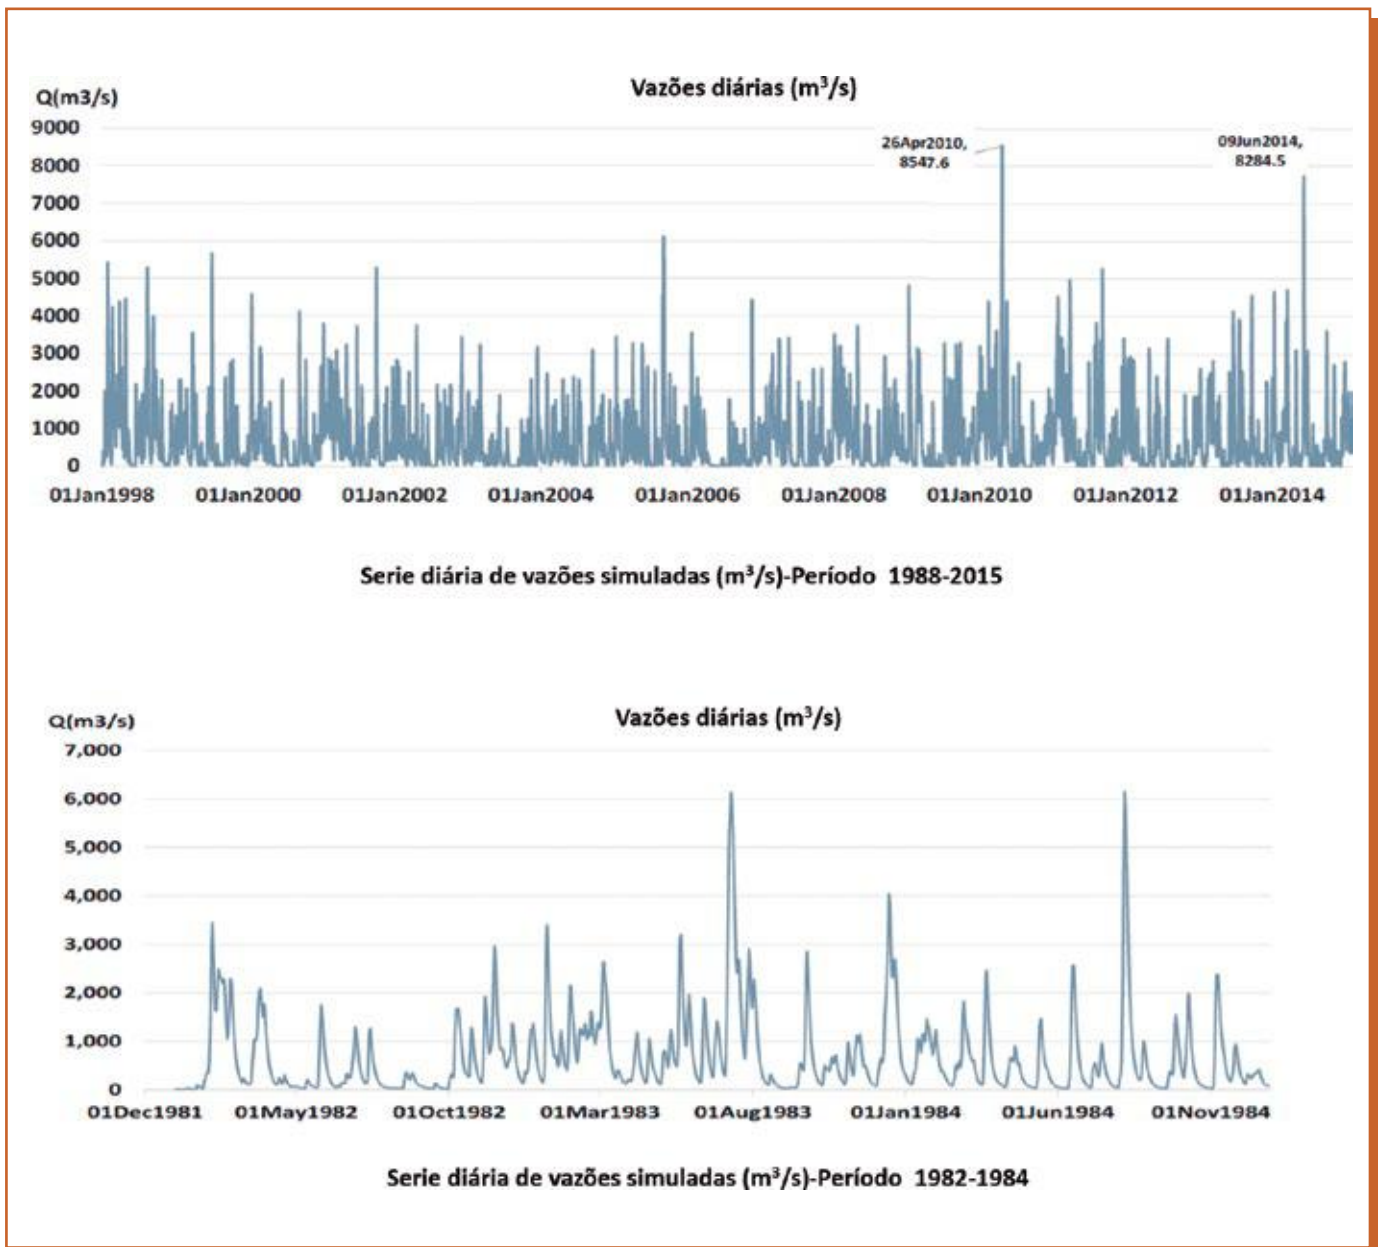 Vazões diárias (m³/s)
Q(m3/s)
9000
26Apr2010,
8547.6
09Jun2014,
8284.5
8000
7000
6000
5000
4000
3000
2000
1000
0
01Jan1998 01Jan2000 01Jan2002 01Jan2004 01Jan2006 01Jan2008 01Jan2010 01Jan2012 01Jan2014
Serie diária de vazões simuladas (m³/s)-Período 1988-2015
Vazões diárias (m³/s)
Q(m3/s)
7,000
6,000
5,000
4,000
3,000
2,000
1,000
0
01Dec1981 01May1982 01Oct1982 01Mar1983 01Aug1983 01Jan1984 01Jun1984 01Nov1984
Serie diária de vazões simuladas (m³/s)-Período 1982-1984